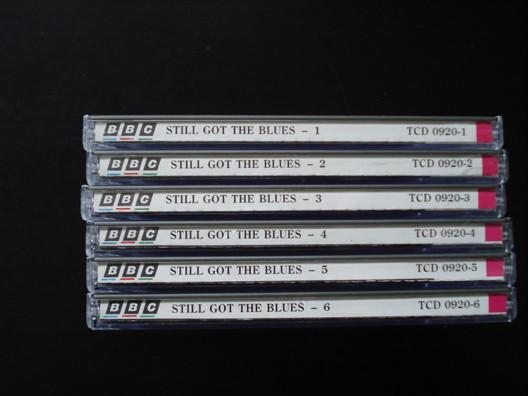 BBC STILL GOT THE BLUES - 1 TCD 0920-1
BBC STILL GOT THE BLUES - 2 TCD 0920-2
BBC STILL GOT THE BLUES - 3 TCD 0920-3
BBC STILL GOT THE BLUES - 4 TCD 0920-4
BBC STILL GOT THE BLUES - 5 TCD 0920-5
BBC STILL GOT THE BLUES - 6 TCD 0920-6